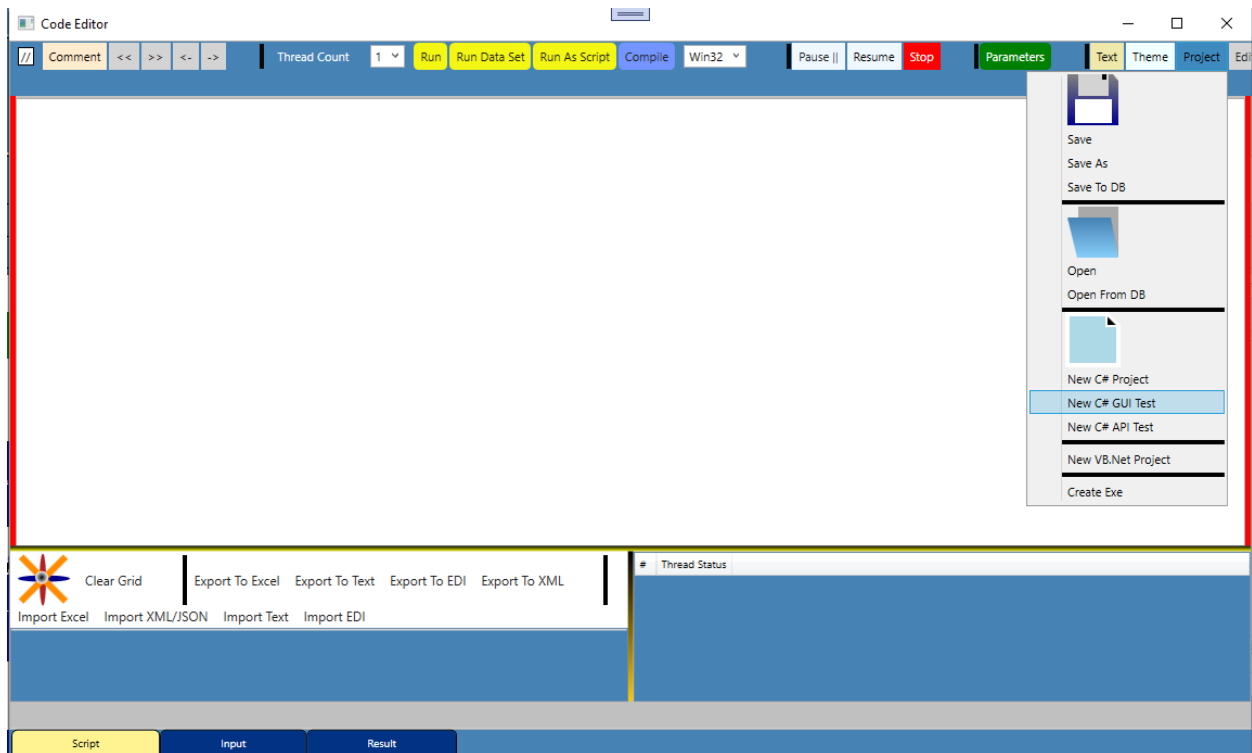 Code Editor
// Comment << >> <- -> Thread Count 1 Run Run Data Set Run As Script Compile Win32 Pause || Resume Stop Parameters Text Theme Project Edi
Save
Save As
Save To DB
Open
Open From DB
New C# Project
New C# GUI Test
New C# API Test
New VB.Net Project
Create Exe
Clear Grid Export To Excel Export To Text Export To EDI Export To XML
Import Excel Import XML/JSON Import Text Import EDI
# Thread Status
Script Input Result